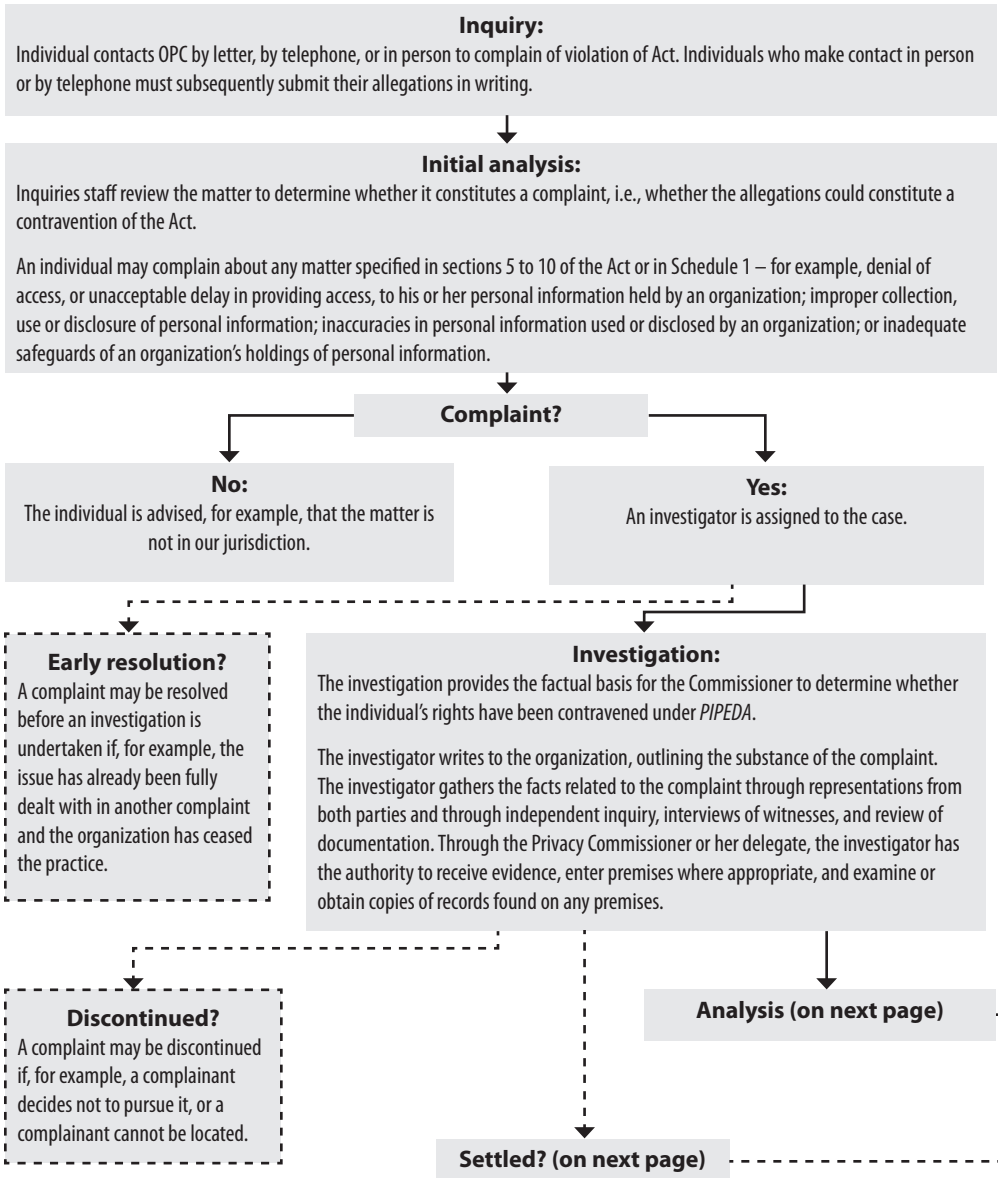 Inquiry:
Individual contacts OPC by letter, by telephone, or in person to complain of violation of Act. Individuals who make contact in person
or by telephone must subsequently submit their allegations in writing.
Initial analysis:
Inquiries staff review the matter to determine whether it constitutes a complaint, i.e., whether the allegations could constitute a
contravention of the Act.
An individual may complain about any matter specified in sections 5 to 10 of the Act or in Schedule 1 – for example, denial of
access, or unacceptable delay in providing access, to his or her personal information held by an organization; improper collection,
use or disclosure of personal information; inaccuracies in personal information used or disclosed by an organization; or inadequate
safeguards of an organization’s holdings of personal information.
Complaint?
No:
The individual is advised, for example, that the matter is
not in our jurisdiction.
Yes:
An investigator is assigned to the case.
Early resolution?
A complaint may be resolved
before an investigation is
undertaken if, for example, the
issue has already been fully
dealt with in another complaint
and the organization has ceased
the practice.
Investigation:
The investigation provides the factual basis for the Commissioner to determine whether
the individual’s rights have been contravened under PIPEDA.
The investigator writes to the organization, outlining the substance of the complaint.
The investigator gathers the facts related to the complaint through representations from
both parties and through independent inquiry, interviews of witnesses, and review of
documentation. Through the Privacy Commissioner or her delegate, the investigator has
the authority to receive evidence, enter premises where appropriate, and examine or
obtain copies of records found on any premises.
Discontinued?
A complaint may be discontinued
if, for example, a complainant
decides not to pursue it, or a
complainant cannot be located.
Analysis (on next page)
Settled? (on next page)